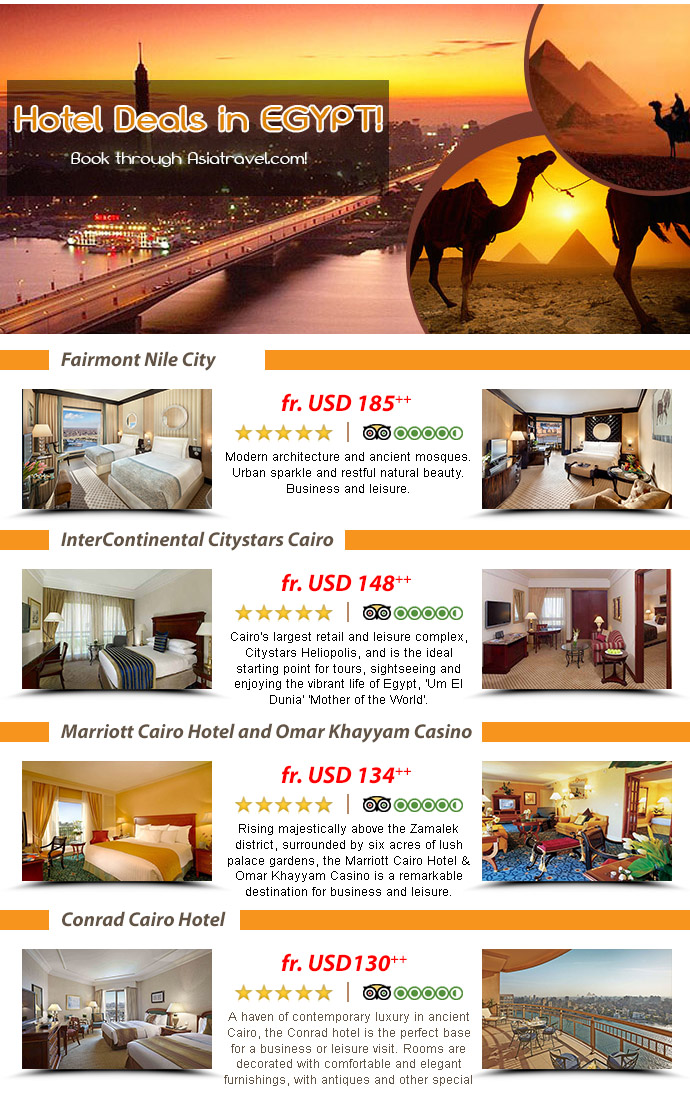 Hotel Deals in EGYPT!
Book through Asiatravel.com!
Fairmont Nile City
fr. USD 185++
Modern architecture and ancient mosques.
Urban sparkle and restful natural beauty.
Business and leisure.
InterContinental Citystars Cairo
fr. USD 148++
Cairo's largest retail and leisure complex,
Citystars Heliopolis, and is the ideal
starting point for tours, sightseeing and
enjoying the vibrant life of Egypt, 'Um El
Dunia' 'Mother of the World'.
Marriott Cairo Hotel and Omar Khayyam Casino
fr. USD 134++
Rising majestically above the Zamalek
district, surrounded by six acres of lush
palace gardens, the Marriott Cairo Hotel &
Omar Khayyam Casino is a remarkable
destination for business and leisure.
Conrad Cairo Hotel
fr. USD130++
A haven of contemporary luxury in ancient
Cairo, the Conrad hotel is the perfect base
for a business or leisure visit. Rooms are
decorated with comfortable and elegant
furnishings, with antiques and other special